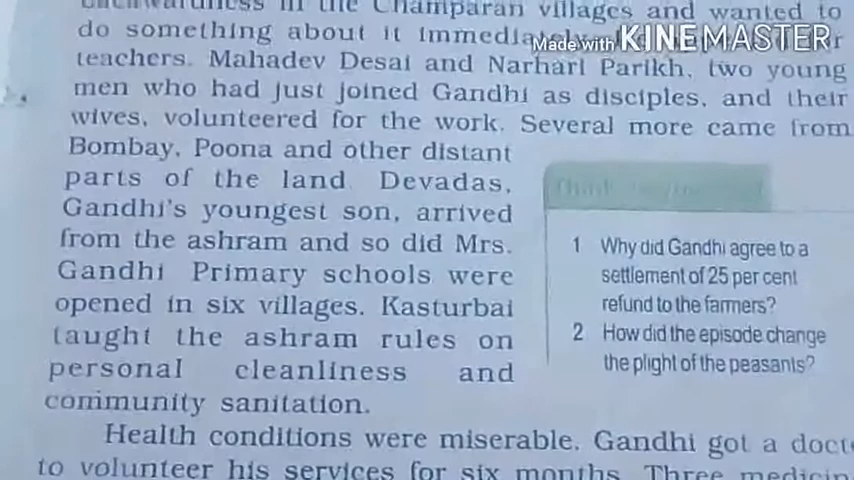 backwardness in the Champaran villages and wanted to
do something about it immediately
Made with KINEMASTER
teachers. Mahadev Desai and Narhari Parikh, two young
men who had just joined Gandhi as disciples, and their
wives, volunteered for the work. Several more came from
Bombay, Poona and other distant
parts of the land. Devadas,
Gandhi's youngest son, arrived
from the ashram and so did Mrs.
Gandhi Primary schools were
opened in six villages. Kasturbai
taught the ashram rules on
personal cleanliness and
community sanitation.
Think
1 Why did Gandhi agree to a
settlement of 25 per cent
refund to the farmers?
2 How did the episode change
the plight of the peasants?
Health conditions were miserable. Gandhi got a doct
to volunteer his services for six months. Three medicin